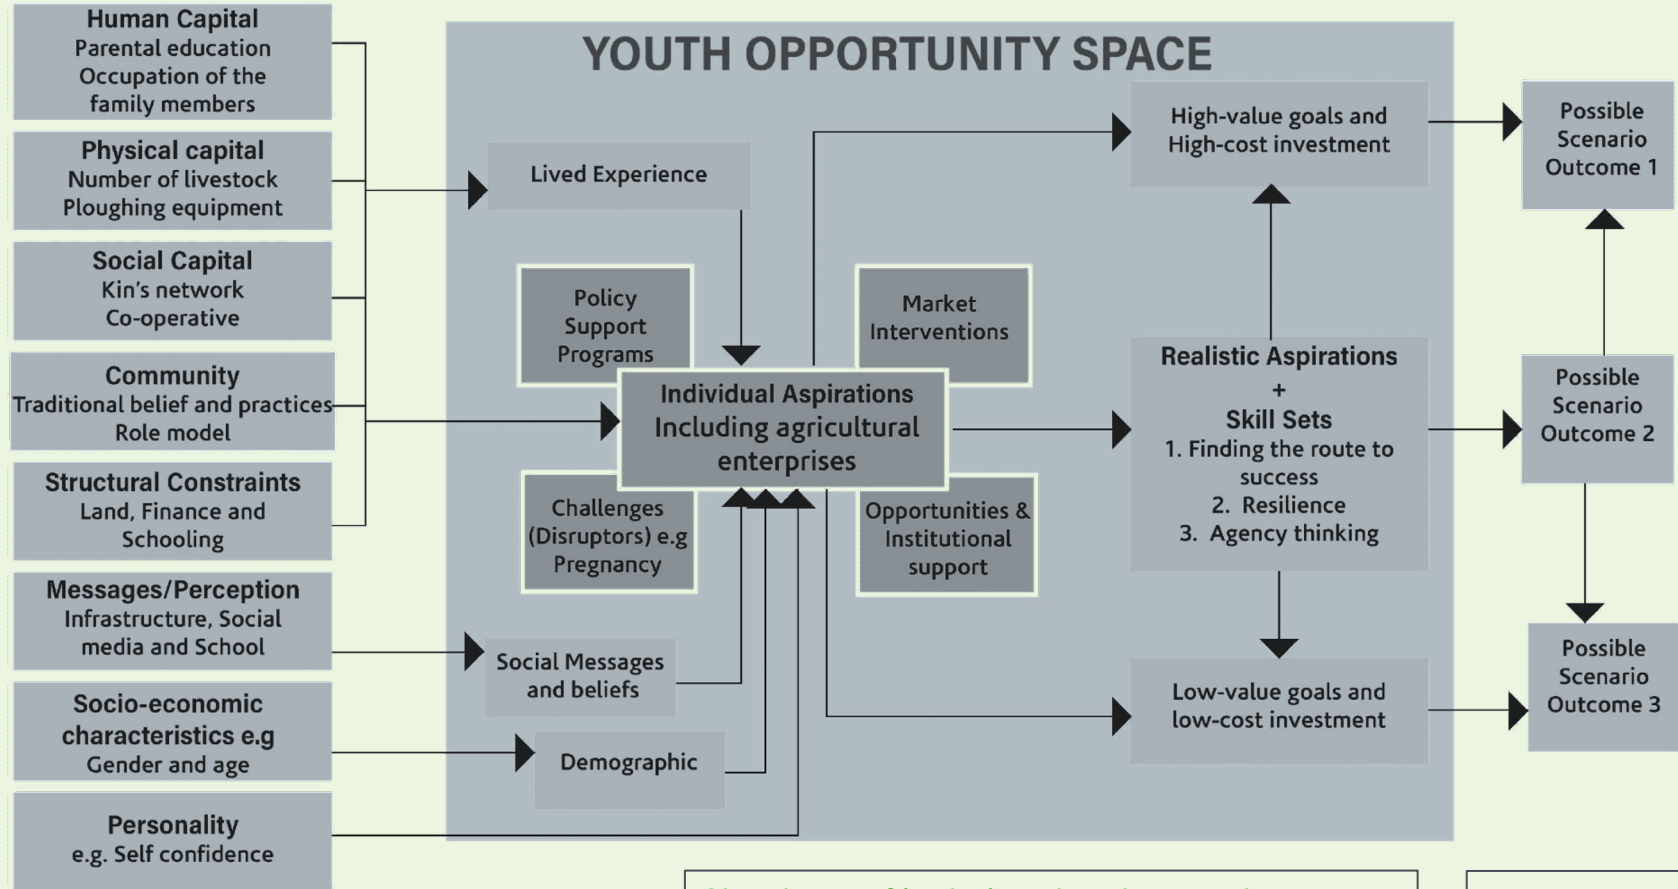 Human Capital
Parental education
Occupation of the
family members
Physical capital
Number of livestock
Ploughing equipment
Social Capital
Kin's network
Co-operative
Community
Traditional belief and practices
Role model
Structural Constraints
Land, Finance and
Schooling
Messages/Perception
Infrastructure, Social
media and School
Socio-economic
characteristics e.g
Gender and age
Personality
e.g. Self confidence
YOUTH OPPORTUNITY SPACE
Lived Experience
Policy
Support
Programs
Market
Interventions
Individual Aspirations
Including agricultural
enterprises
Challenges
(Disruptors) e.g
Pregnancy
Opportunities &
Institutional
support
Social Messages
and beliefs
Demographic
High-value goals and
High-cost investment
Realistic Aspirations
+
Skill Sets
1. Finding the route to
success
2. Resilience
3. Agency thinking
Low-value goals and
low-cost investment
Possible
Scenario
Outcome 1
Possible
Scenario
Outcome 2
Possible
Scenario
Outcome 3